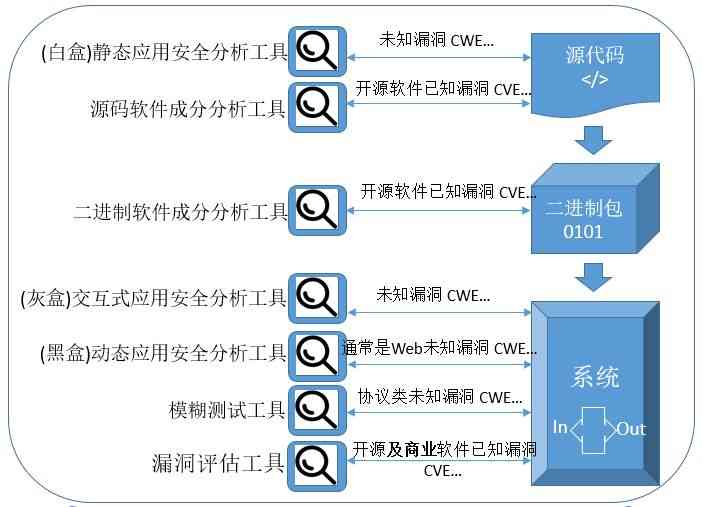 (白盒)静态应用安全分析工具
未知漏洞 CWE...
源代码
</>
源码软件成分分析工具
开源软件已知漏洞 CVE...
二进制软件成分分析工具
开源软件已知漏洞 CVE...
二进制包
0101
(灰盒)交互式应用安全分析工具
未知漏洞 CWE...
(黑盒)动态应用安全分析工具
通常是Web未知漏洞 CWE...
系统
模糊测试工具
协议类未知漏洞 CWE...
In
Out
漏洞评估工具
开源及商业软件已知漏洞
CVE...